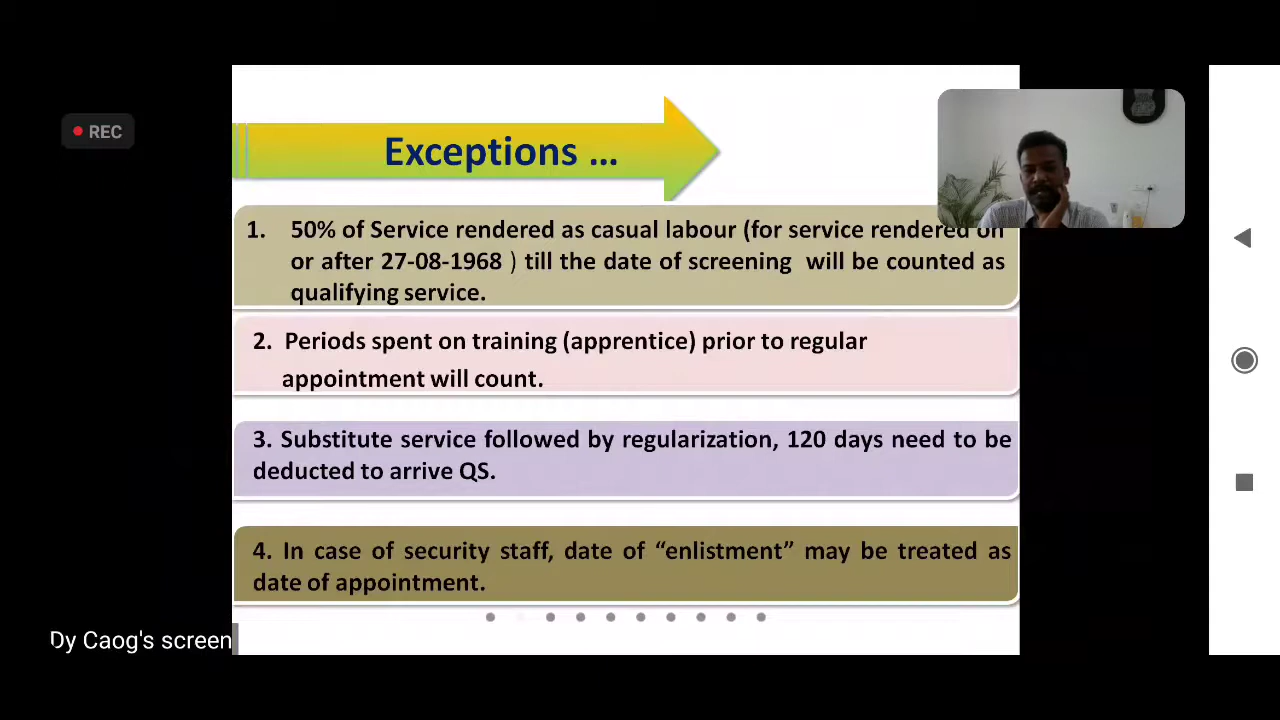 REC
Exceptions ...
1. 50% of Service rendered as casual labour (for service rendered on
or after 27-08-1968 ) till the date of screening will be counted as
qualifying service.
2. Periods spent on training (apprentice) prior to regular
appointment will count.
3. Substitute service followed by regularization, 120 days need to be
deducted to arrive QS.
4. In case of security staff, date of “enlistment” may be treated as
date of appointment.
Dy Caog's screen